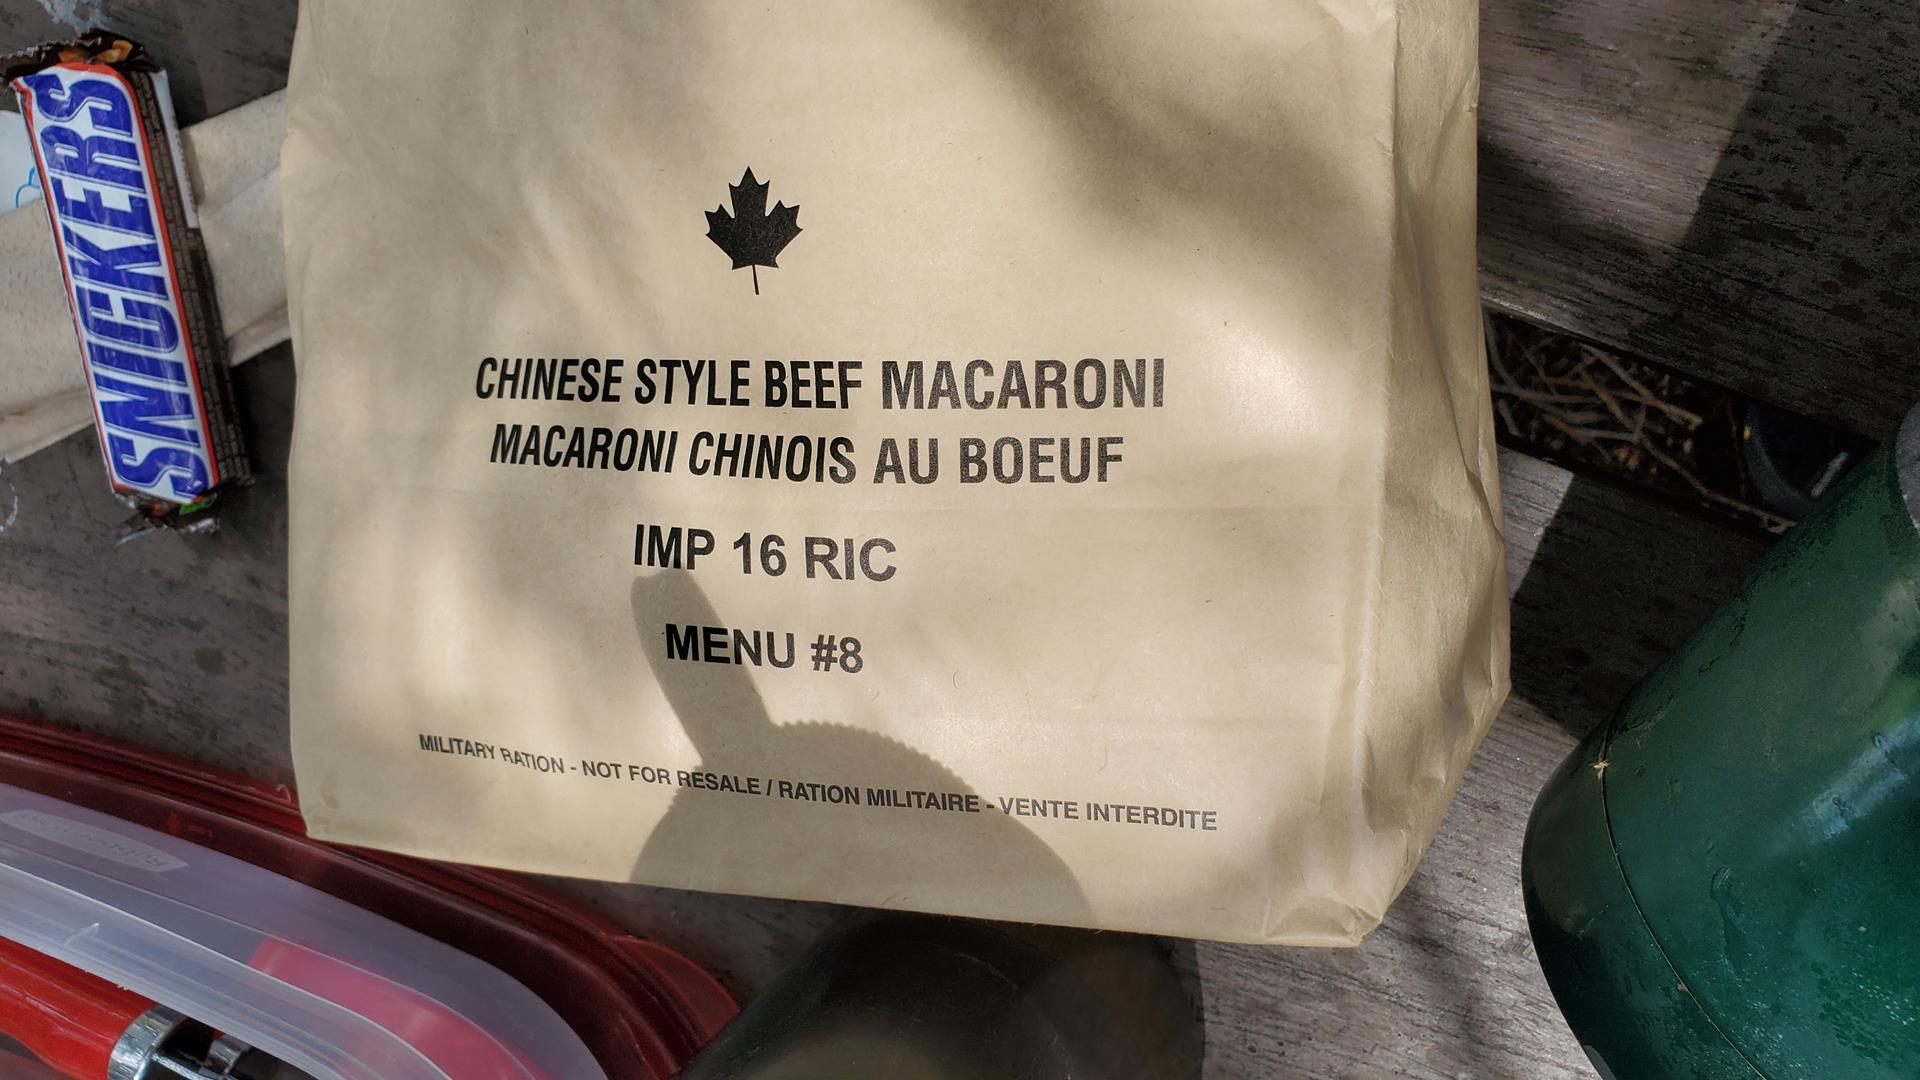 SNICKERS
CHINESE STYLE BEEF MACARONI
MACARONI CHINOIS AU BOEUF
IMP 16 RIC
MENU #8
MILITARY RATION - NOT FOR RESALE / RATION MILITAIRE - VENTE INTERDITE
Rubbermaid